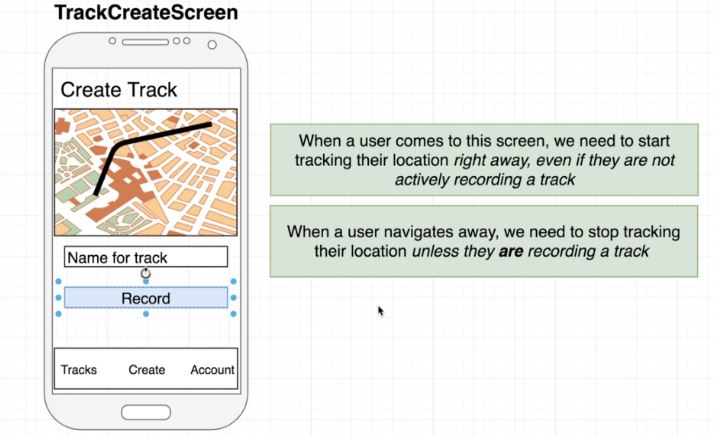 TrackCreateScreen
Create Track
Name for track
Record
Tracks
Create
Account
When a user comes to this screen, we need to start
tracking their location right away, even if they are not
actively recording a track
When a user navigates away, we need to stop tracking
their location unless they are recording a track